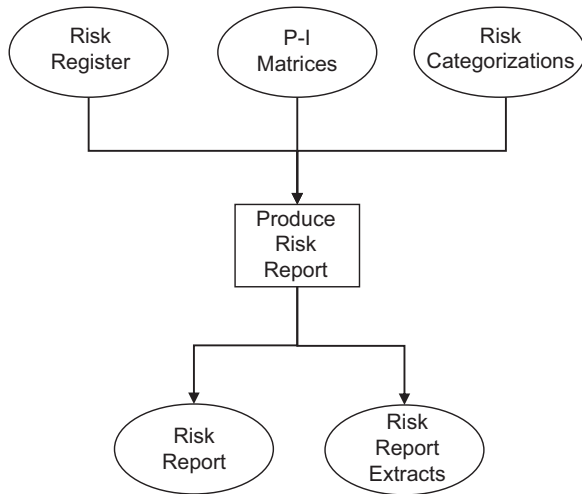 Risk
Register
P-I
Matrices
Risk
Categorizations
Produce
Risk
Report
Risk
Report
Risk
Report
Extracts